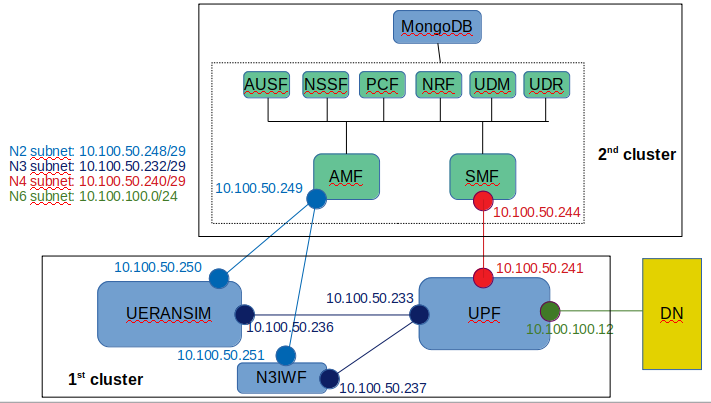 MongoDB
AUSF NSSF PCF NRF UDM UDR
N2 subnet: 10.100.50.248/29
N3 subnet: 10.100.50.232/29
N4 subnet: 10.100.50.240/29
N6 subnet: 10.100.100.0/24
2nd cluster
AMF
SMF
10.100.50.249
10.100.50.244
10.100.50.250
10.100.50.241
10.100.50.233
UERANSIM
UPF
DN
10.100.50.236
10.100.100.12
10.100.50.251
1st cluster
N3IWF
10.100.50.237